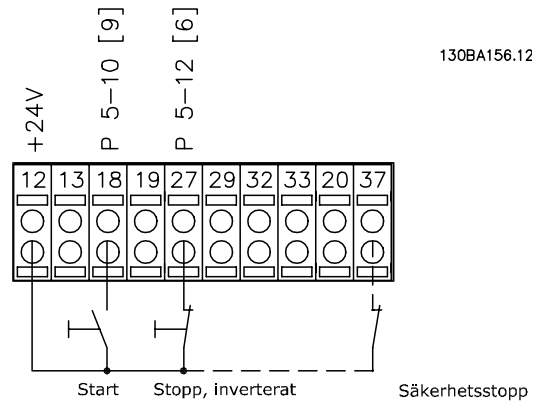 P 5-10 [9]
P 5-12 [6]
130BA156.12
+24V
12 13 18 19 27 29 32 33 20 37
Start Stopp, inverterat Säkerhetsstopp